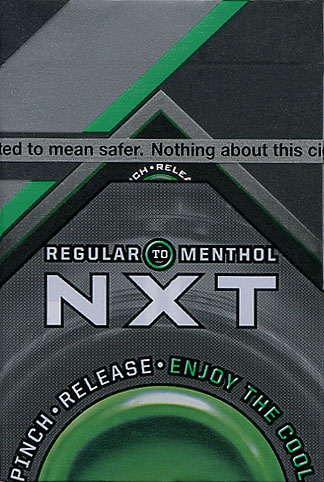 ted to mean safer. Nothing about this ci
CH • RELEA
REGULAR TO MENTHOL
NXT
PINCH • RELEASE • ENJOY THE COOL